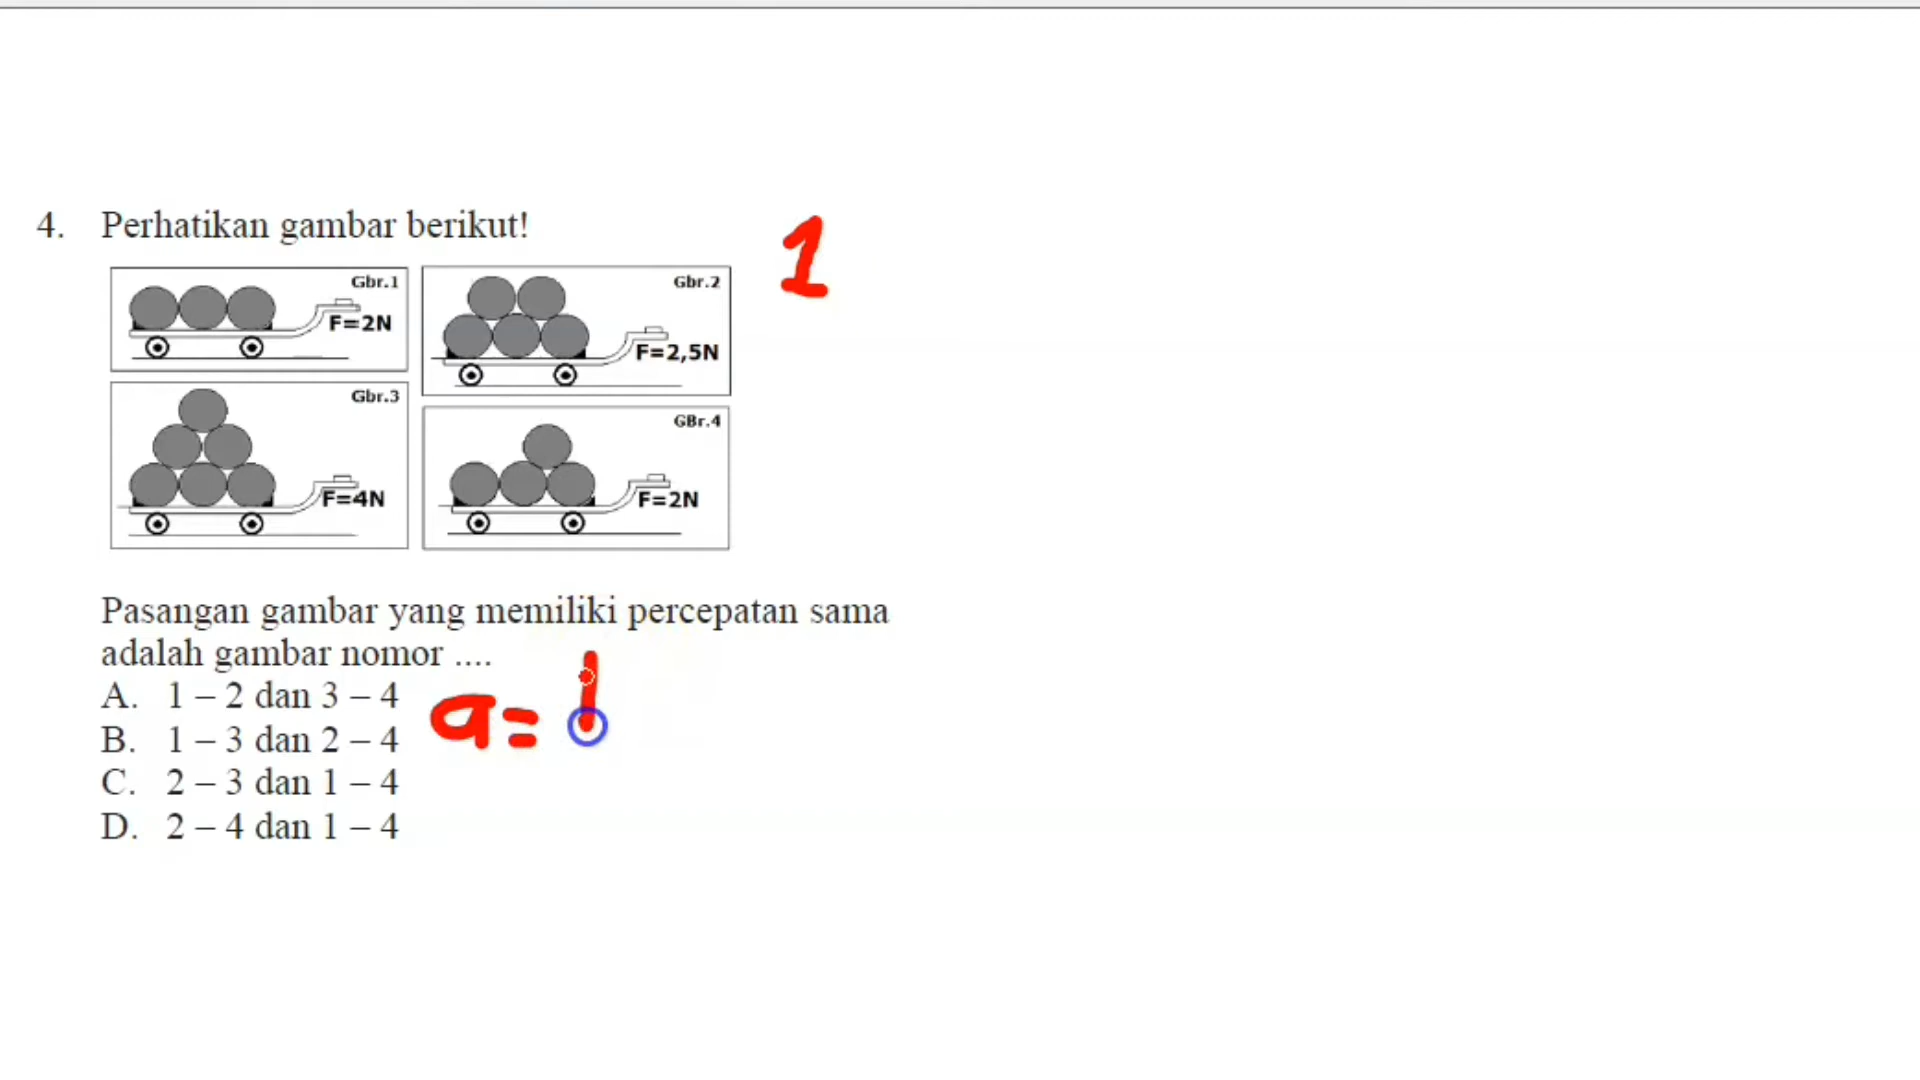 4. Perhatikan gambar berikut!
1
Gbr.1
F=2N
Gbr.2
F=2,5N
Gbr.3
F=4N
GBr.4
F=2N
Pasangan gambar yang memiliki percepatan sama
adalah gambar nomor ....
A. 1 – 2 dan 3 – 4
B. 1 – 3 dan 2 – 4
C. 2 – 3 dan 1 – 4
D. 2 – 4 dan 1 – 4
a=